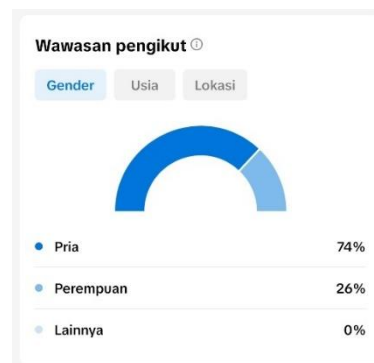 Wawasan pengikut
Gender Usia Lokasi
Pria 74%
Perempuan 26%
Lainnya 0%